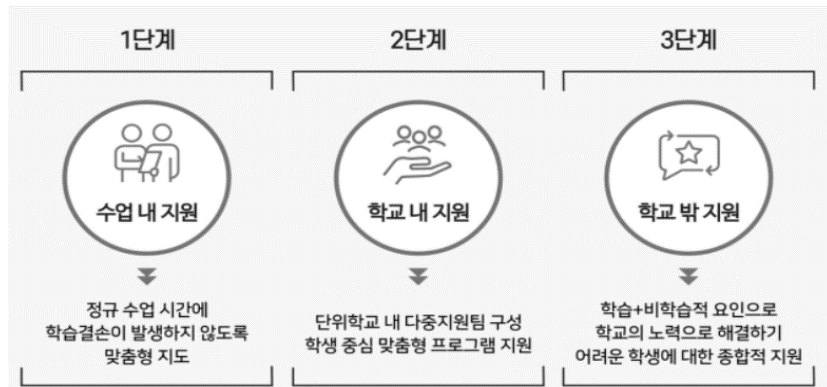 1단계
수업 내 지원
정규 수업 시간에
학습결손이 발생하지 않도록
맞춤형 지도
2단계
학교 내 지원
단위학교 내 다중지원팀 구성
학생 중심 맞춤형 프로그램 지원
3단계
학교 밖 지원
학습+비학습적 요인으로
학교의 노력으로 해결하기
어려운 학생에 대한 종합적 지원